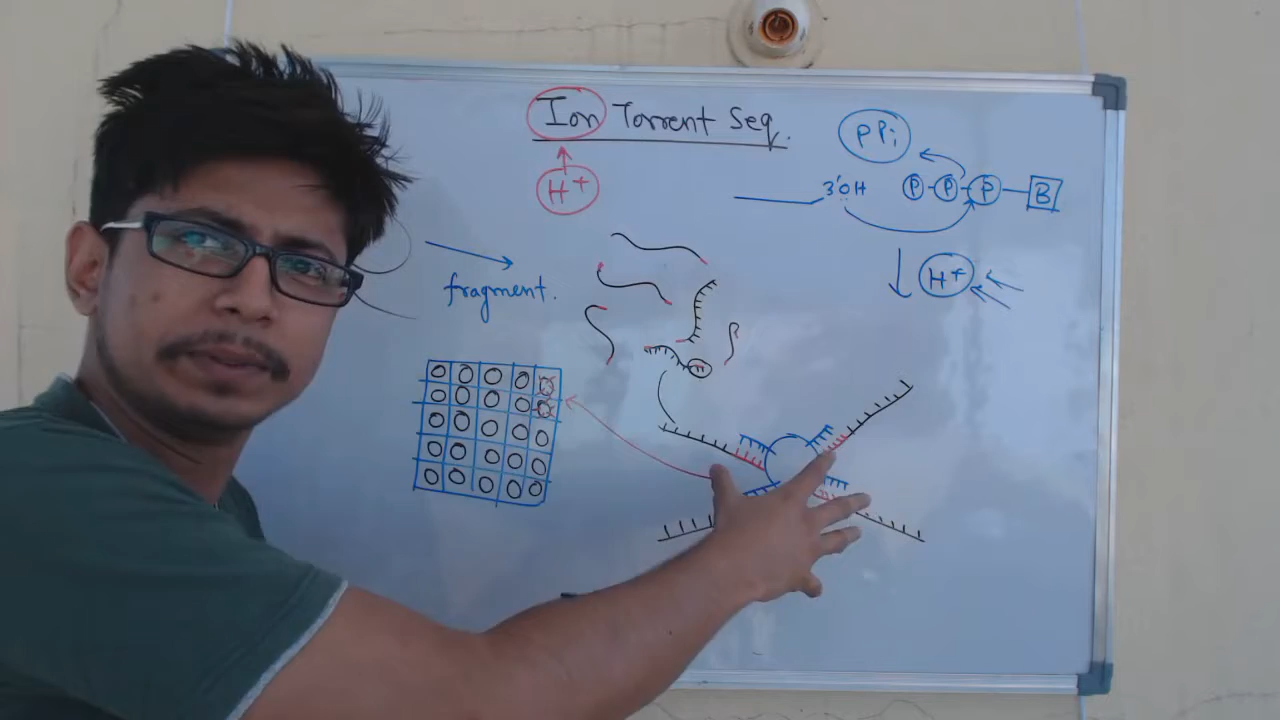 Ion Torrent Seq.
H+
PPi
3'OH P-P-P-B
H+
fragment.